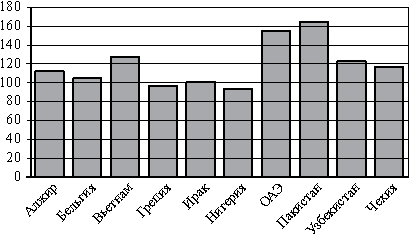 180
160
140
120
100
80
60
40
20
0
Алжир
Бельгия
Вьетнам
Греция
Ирак
Нигерия
ОАЭ
Пакистан
Узбекистан
Чехия